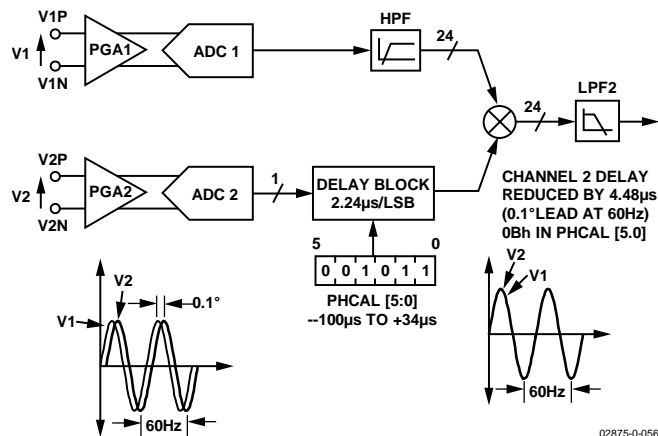 HPF
V1P
V1
V1N
PGA1
ADC 1
24
LPF2
24
V2P
V2
V2N
PGA2
ADC 2
1
DELAY BLOCK
2.24µs/LSB
CHANNEL 2 DELAY
REDUCED BY 4.48µs
(0.1°LEAD AT 60Hz)
0Bh IN PHCAL [5.0]
5 0
0 0 1 0 1 1
PHCAL [5:0]
--100µs TO +34µs
V2
V1
0.1°
60Hz
V2
V1
60Hz
02875-0-056